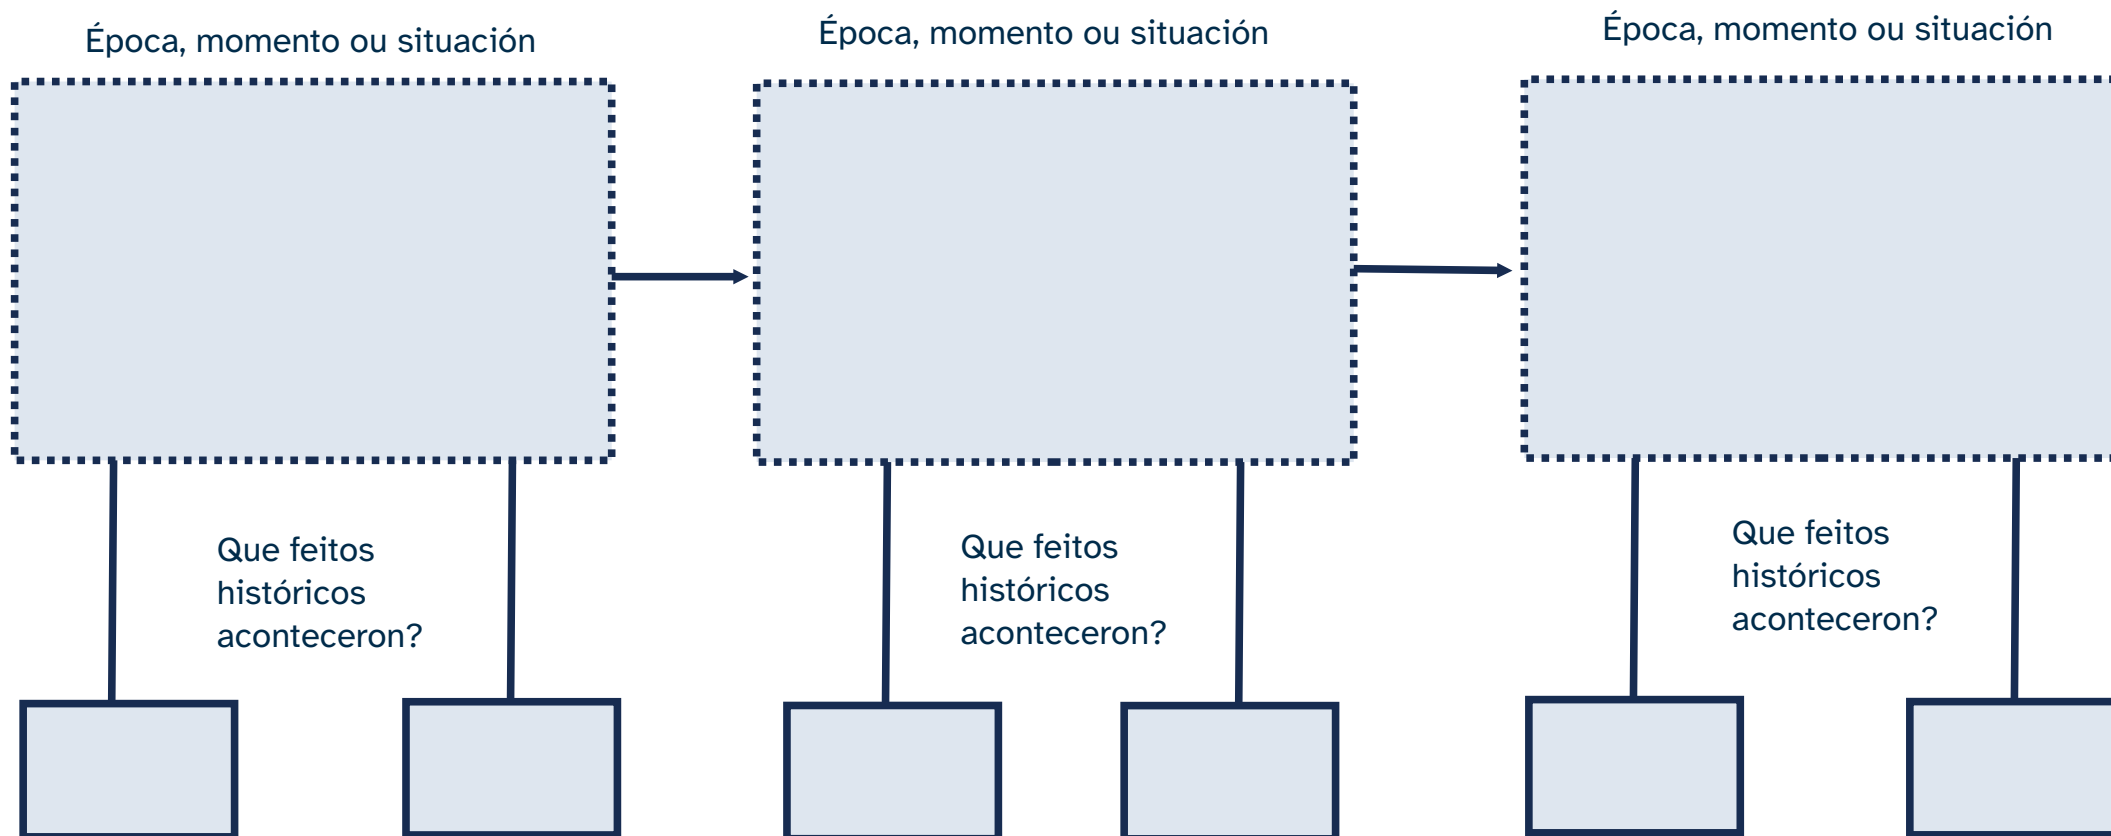 Época, momento ou situación
Época, momento ou situación
Época, momento ou situación
Que feitos
históricos
aconteceron?
Que feitos
históricos
aconteceron?
Que feitos
históricos
aconteceron?